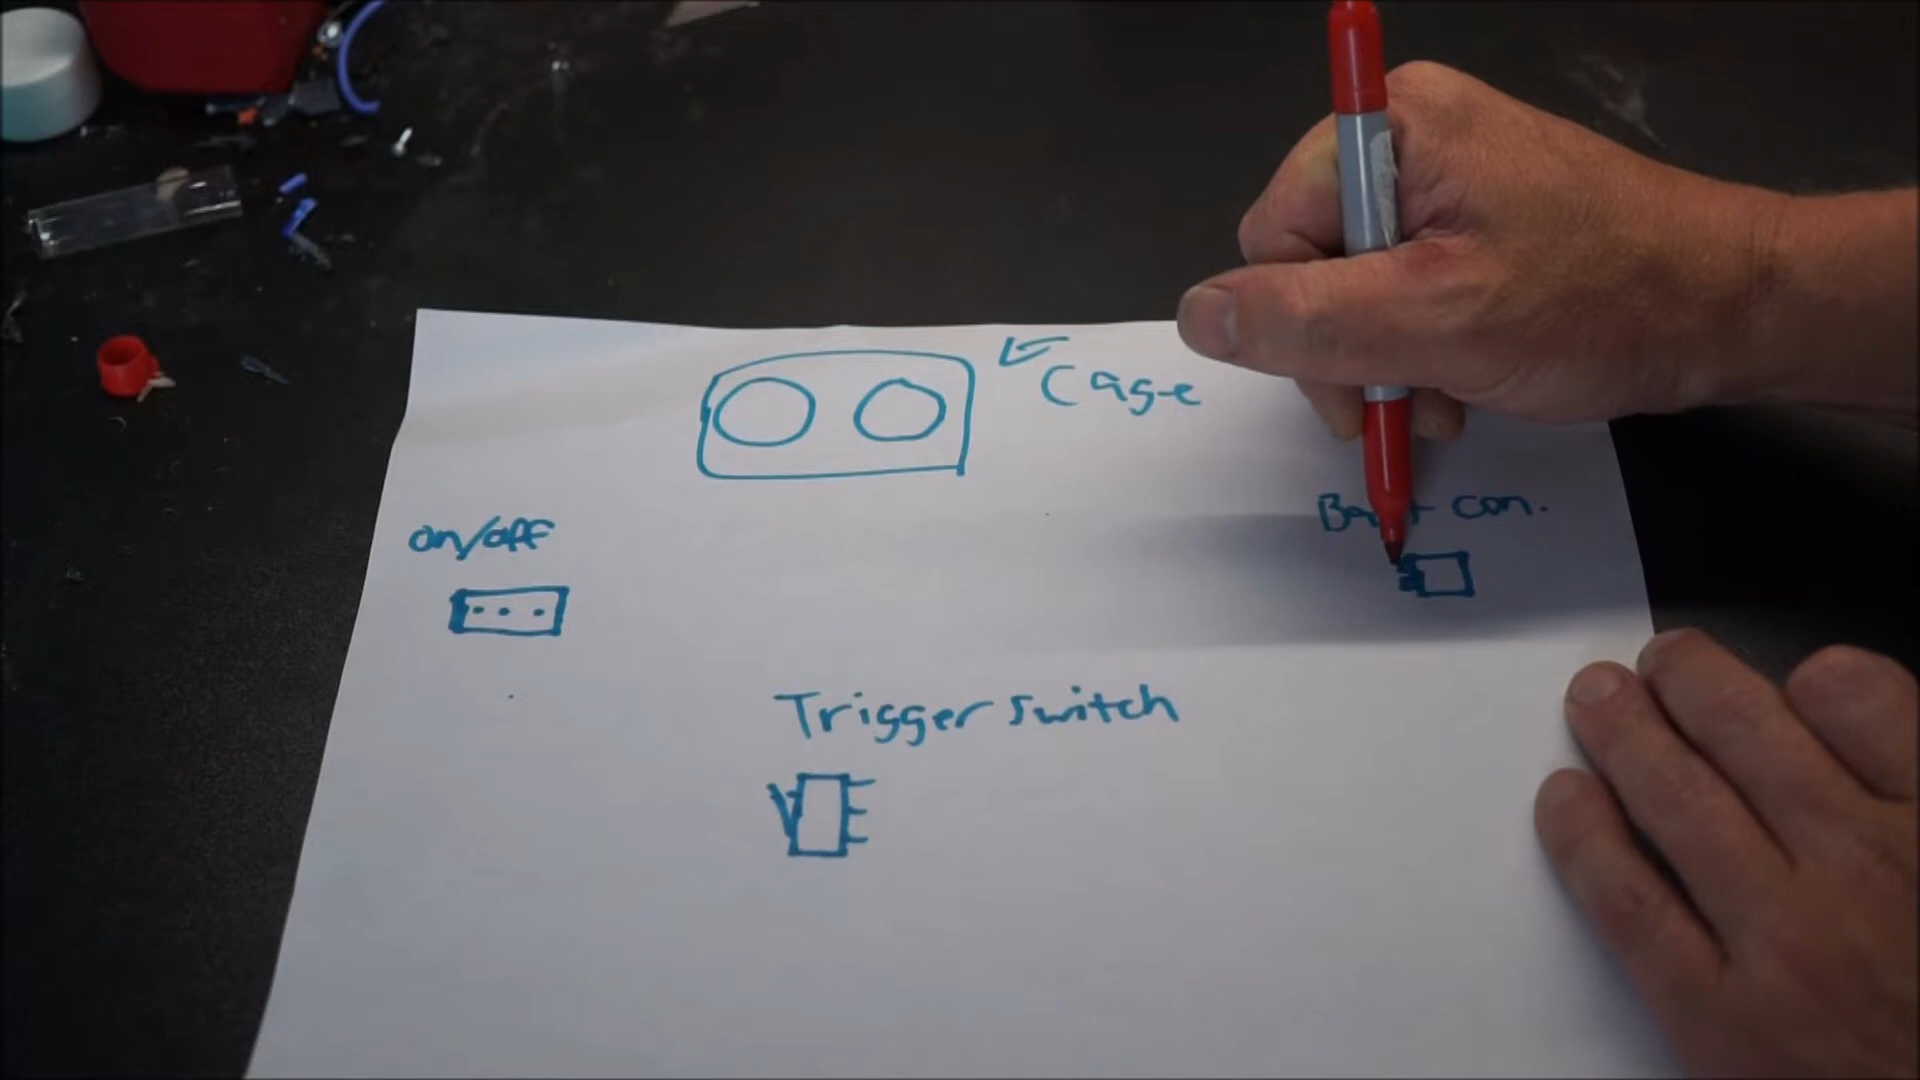 Cage
on/off
con.
Trigger switch